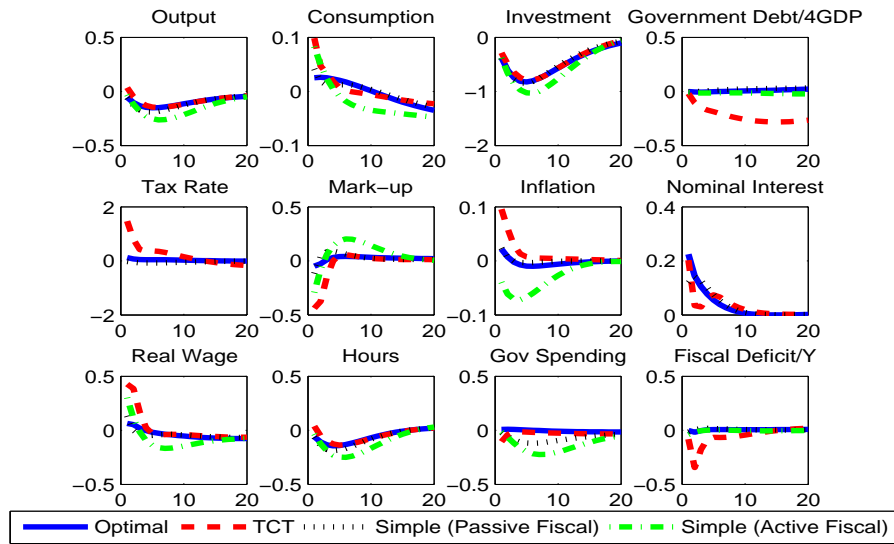 Output Consumption Investment Government Debt/4GDP
0.5 0.1 0 0.5
0 0 −1 0
−0.5 −0.1 −2 −0.5
0 10 20 0 10 20 0 10 20 0 10 20
Tax Rate Mark−up Inflation Nominal Interest
2 0.5 0.1 0.4
0 0 0 0.2
−2 −0.5 −0.1 0
0 10 20 0 10 20 0 10 20 0 10 20
Real Wage Hours Gov Spending Fiscal Deficit/Y
0.5 0.5 0.5 0.5
0 0 0 0
−0.5 −0.5 −0.5 −0.5
0 10 20 0 10 20 0 10 20 0 10 20
Optimal TCT Simple (Passive Fiscal) Simple (Active Fiscal)